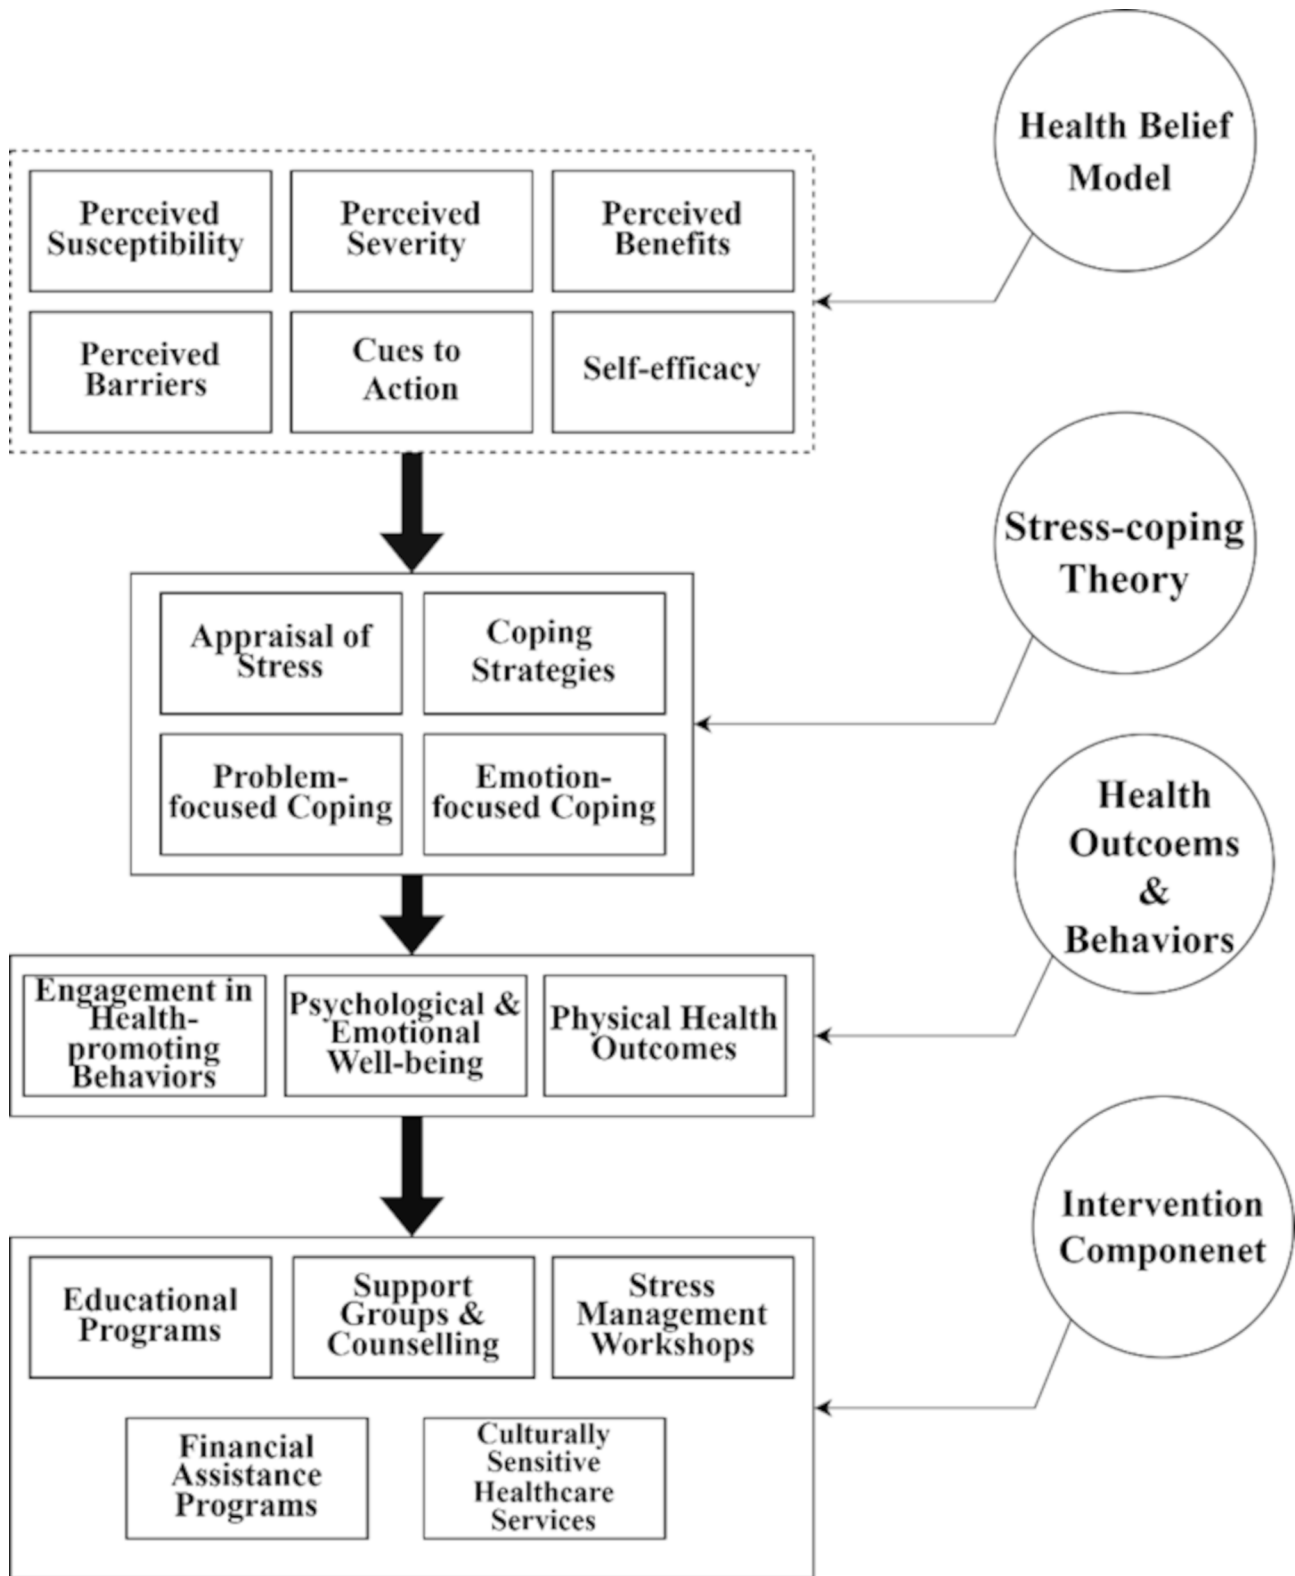 Health Belief
Model
Perceived
Susceptibility
Perceived
Severity
Perceived
Benefits
Perceived
Barriers
Cues to
Action
Self-efficacy
Stress-coping
Theory
Appraisal of
Stress
Coping
Strategies
Problem-
focused Coping
Emotion-
focused Coping
Health
Outcoems
&
Behaviors
Engagement in
Health-
promoting
Behaviors
Psychological &
Emotional
Well-being
Physical Health
Outcomes
Intervention
Componenet
Educational
Programs
Support
Groups &
Counselling
Stress
Management
Workshops
Financial
Assistance
Programs
Culturally
Sensitive
Healthcare
Services